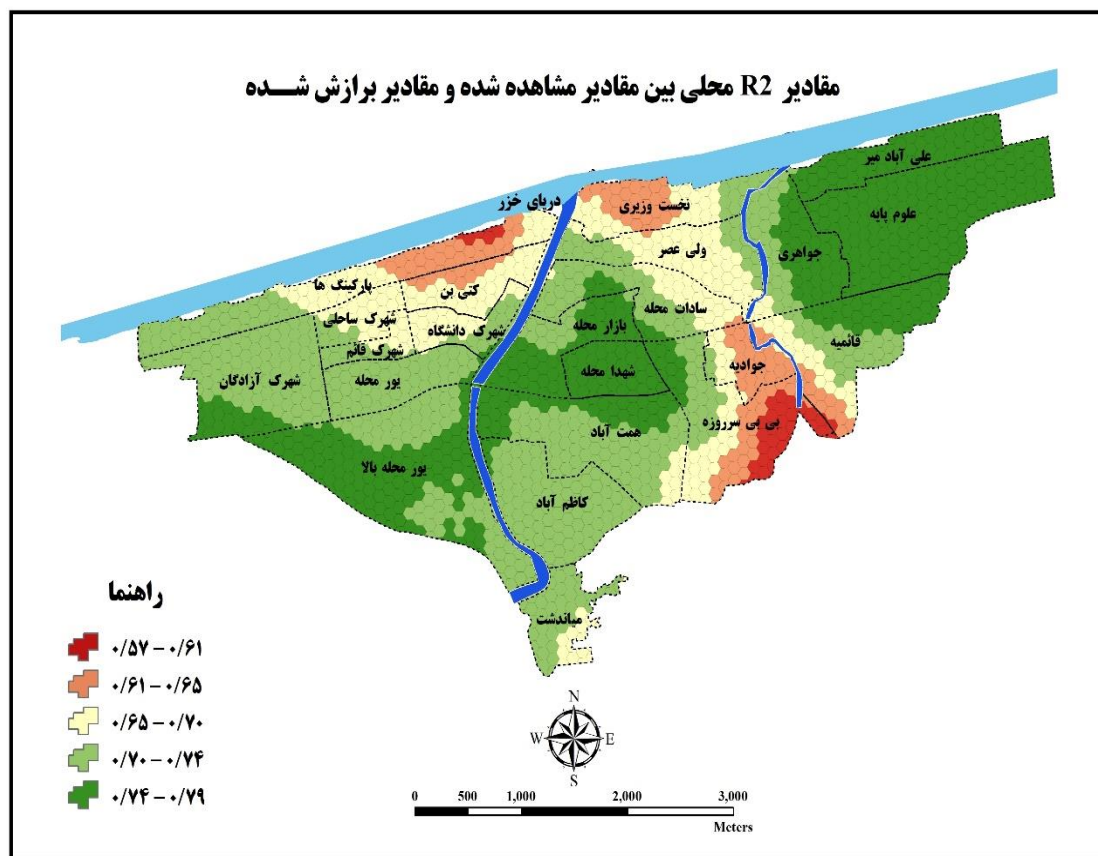 مقادیر R2 محلی بین مقادیر مشاهده شده و مقادیر برازش شـــده
علی آباد میر
علوم پایه
درپای خزر
نخست وزیری
ولی عصر
جواهری
پارکینگ ها
کتی بن
سادات محله
شهرک ساحلی
شهرک دانشگاه
بازار محله
قائمیه
شهرک قائم
جوادیه
شهرک آزادگان
پور محله
شهدا محله
بی بی سرروزه
همت آباد
پور محله بالا
کاظم آباد
میاندشت
راهنما
۰/۵۷ – ۰/۶۱
۰/۶۱ – ۰/۶۵
۰/۶۵ – ۰/۷۰
۰/۷۰ – ۰/۷۴
۰/۷۴ – ۰/۷۹
N
W E
S
0 500 1,000 2,000 3,000
Meters